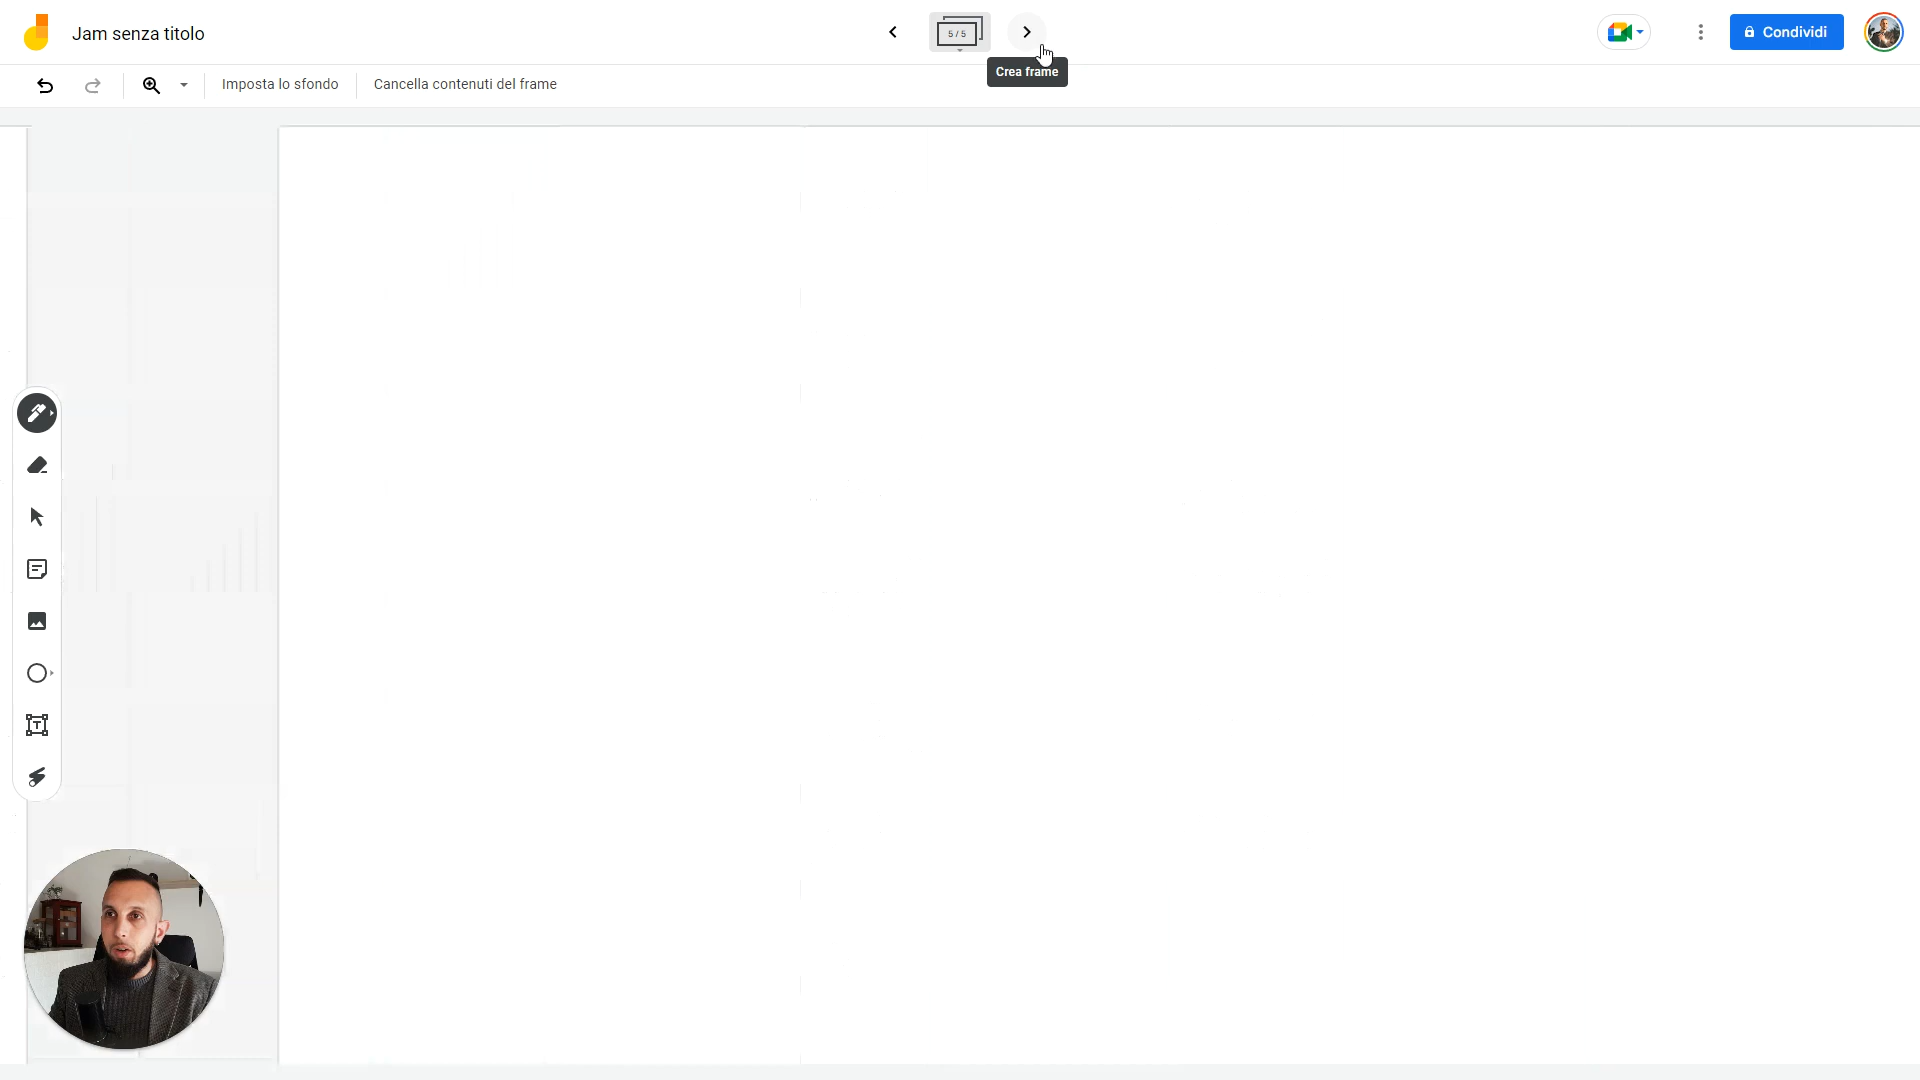 Jam senza titolo
5 / 5
Condividi
Crea frame
Imposta lo sfondo
Cancella contenuti del frame